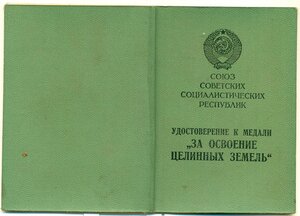 СОЮЗ
СОВЕТСКИХ
СОЦИАЛИСТИЧЕСКИХ
РЕСПУБЛИК
УДОСТОВЕРЕНИЕ К МЕДАЛИ
„ЗА ОСВОЕНИЕ
ЦЕЛИННЫХ ЗЕМЕЛЬ“